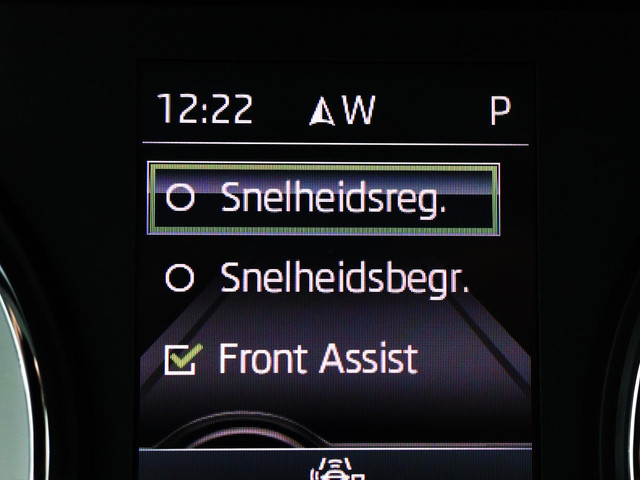 12:22 W P
Snelheidsreg.
Snelheidsbegr.
Front Assist